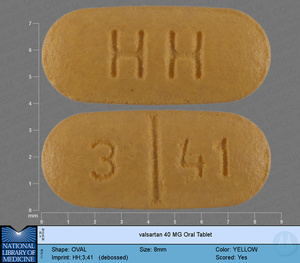 HH
3 41
mm
valsartan 40 MG Oral Tablet
NATIONAL
LIBRARY OF
MEDICINE
Shape: OVAL
Size: 8mm
Color: YELLOW
Imprint: HH;3;41 (debossed)
Scored: Yes